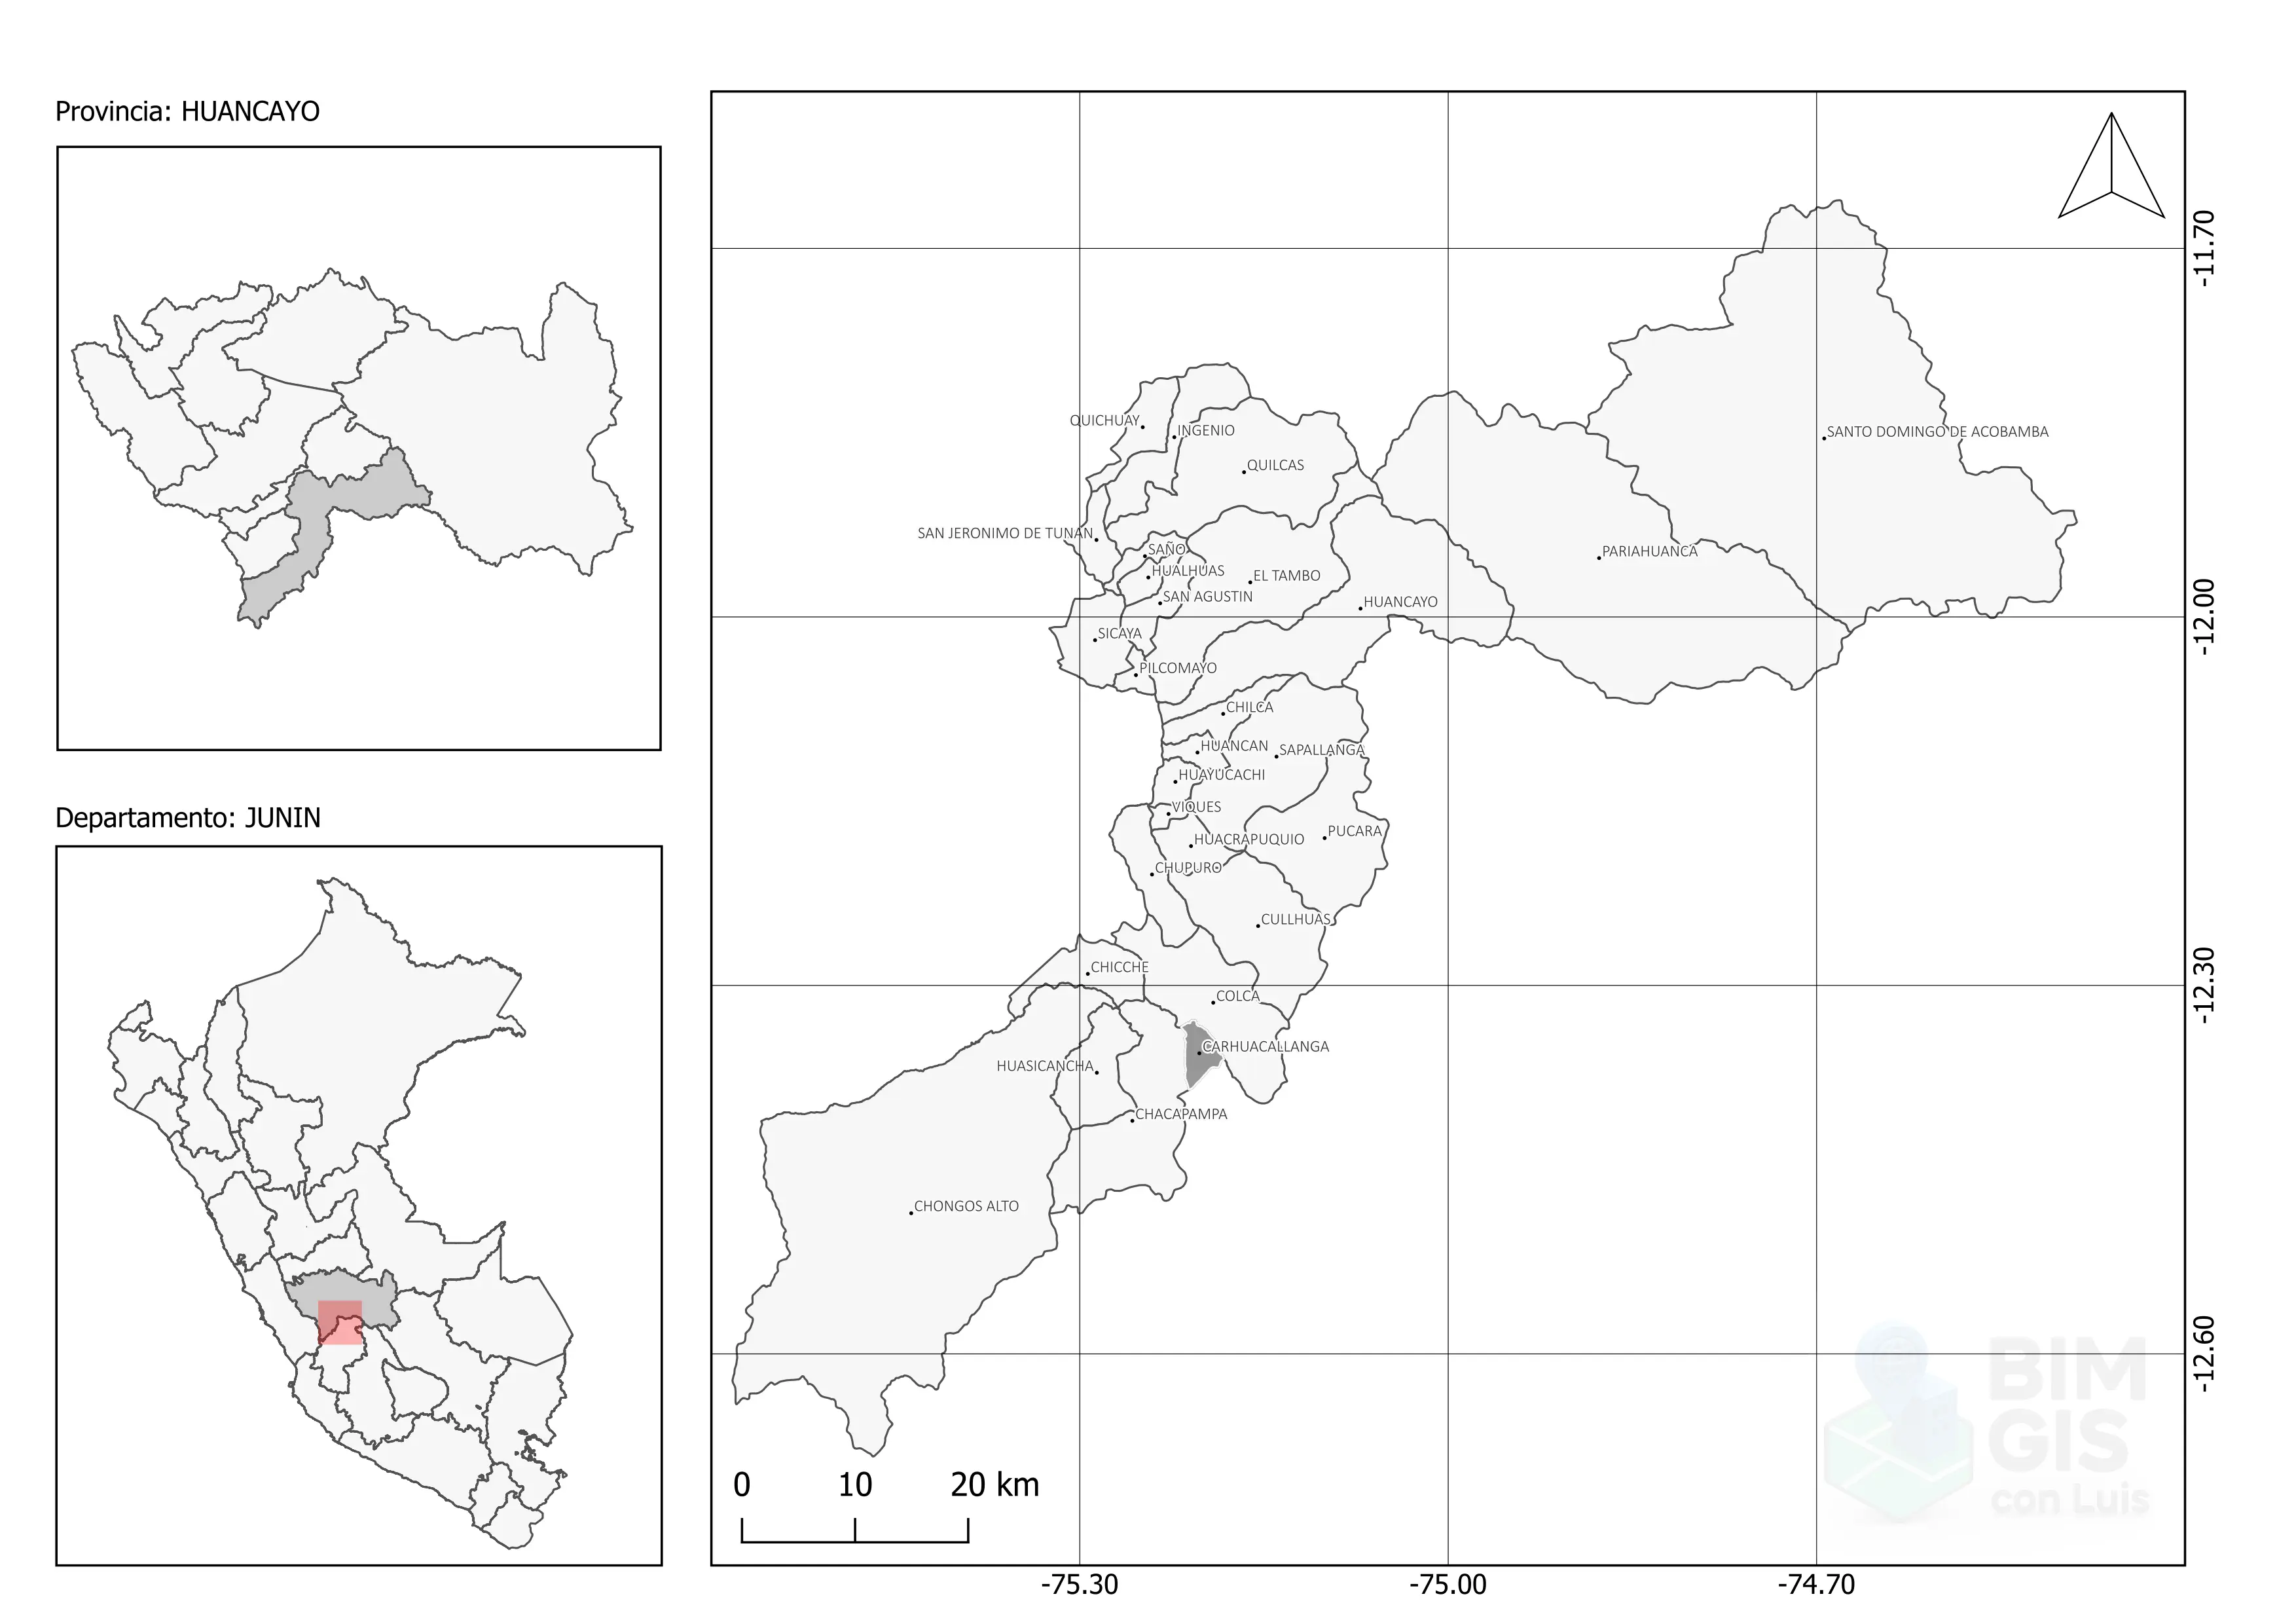 Provincia: HUANCAYO
Departamento: JUNIN
QUICHUAY
INGENIO
SANTO DOMINGO DE ACOBAMBA
QUILCAS
SAN JERONIMO DE TUNAN
SAÑO
PARIAHUANCA
HUALHUAS
EL TAMBO
SAN AGUSTIN
HUANCAYO
SICAYA
PILCOMAYO
CHILCA
HUANCAN
SAPALLANGA
HUAYUCACHI
VIQUES
PUCARA
HUACRAPUQUIO
CHUPURO
CULLHUAS
CHICCHE
COLCA
CARHUACALLANGA
HUASICANCHA
CHACAPAMPA
CHONGOS ALTO
-11.70
-12.00
-12.30
-12.60
BIM
GIS
con Luis
0 10 20 km
-75.30 -75.00 -74.70